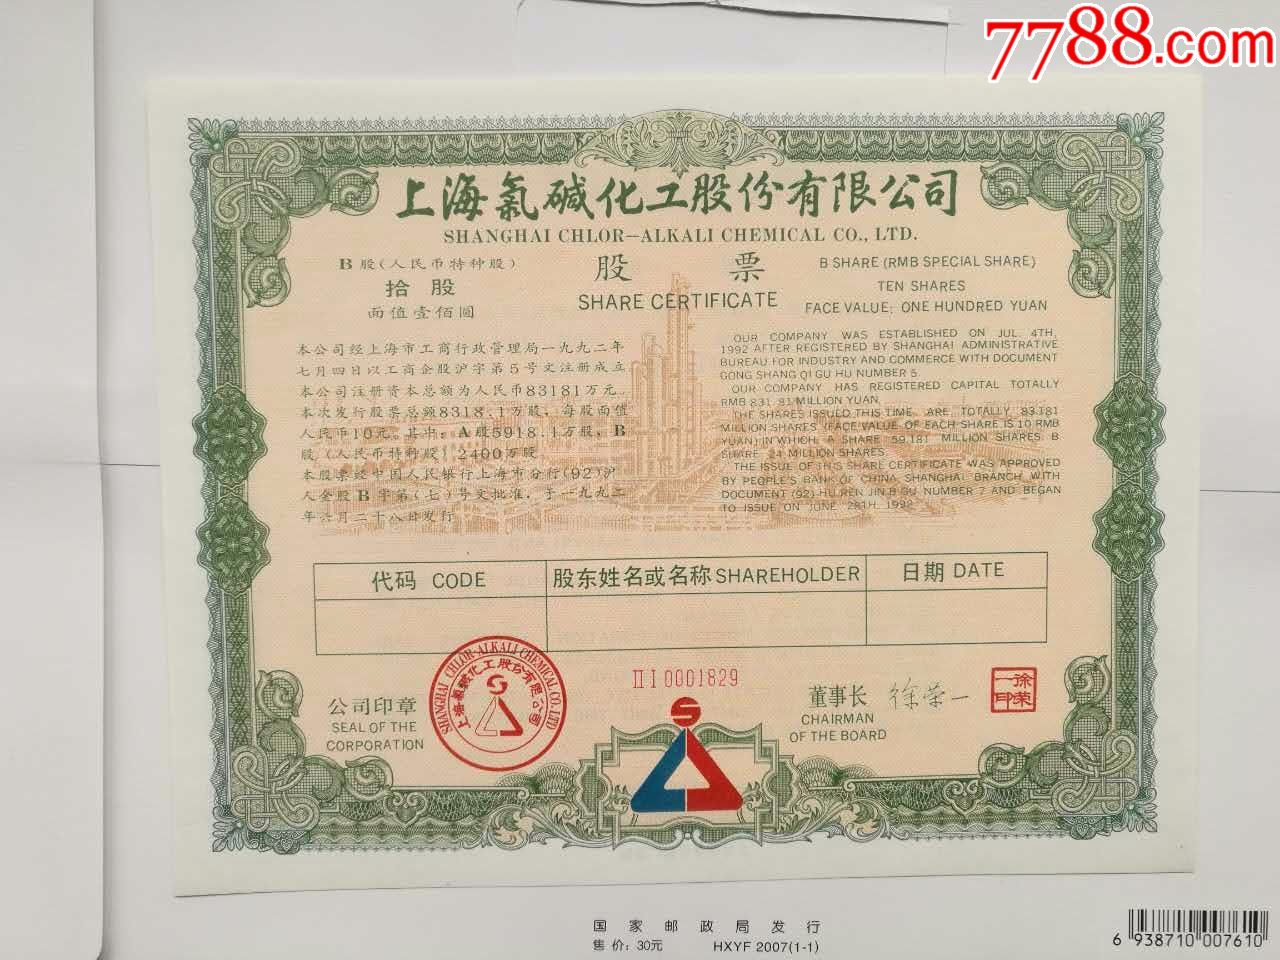 7788.com
上海氯碱化工股份有限公司
SHANGHAI CHLOR-ALKALI CHEMICAL CO., LTD.
B股(人民币特种股)
拾股
面值壹佰圆
股 票
SHARE CERTIFICATE
B SHARE (RMB SPECIAL SHARE)
TEN SHARES
FACE VALUE: ONE HUNDRED YUAN
本公司经上海市工商行政管理局一九九二年
七月四日以工商企股沪字第5号文注册成立
本公司注册资本总额为人民币83181万元。
本次发行股票总额8318.1万股,每股面值
人民币10元。其中:A股5918.1万股,B
股(人民币特种股)2400万股。
本股票经中国人民银行上海市分行(92)沪
人金股B字第(七)号文批准,于一九九二
年六月二十八日发行
OUR COMPANY WAS ESTABLISHED ON JUL. 4TH,
1992 AFTER REGISTERED BY SHANGHAI ADMINISTRATIVE
BUREAU FOR INDUSTRY AND COMMERCE WITH DOCUMENT
GONG SHANG QI GU HU NUMBER 5.
OUR COMPANY HAS REGISTERED CAPITAL TOTALLY
RMB 831.81 MILLION YUAN.
THE SHARES ISSUED THIS TIME ARE TOTALLY 83.181
MILLION SHARES (FACE VALUE OF EACH SHARE IS 10 RMB
YUAN) IN WHICH, A SHARE 59.181 MILLION SHARES, B
SHARE 24 MILLION SHARES.
THE ISSUE OF THIS SHARE CERTIFICATE WAS APPROVED
BY PEOPLE'S BANK OF CHINA, SHANGHAI BRANCH WITH
DOCUMENT (92) HU REN JIN B GU NUMBER 7 AND BEGAN
TO ISSUE ON JUNE 28TH, 1992
代码 CODE
股东姓名或名称 SHAREHOLDER
日期 DATE
公司印章
SEAL OF THE
CORPORATION
SHANGHAI CHLOR-ALKALI CHEMICAL CO., LTD
上海氯碱化工股份有限公司
III 0001829
董事长 徐荣一
CHAIRMAN
OF THE BOARD
徐荣一印
国家邮政局发行
售价:30元 HXYF 2007(1-1)
6 938710 007610